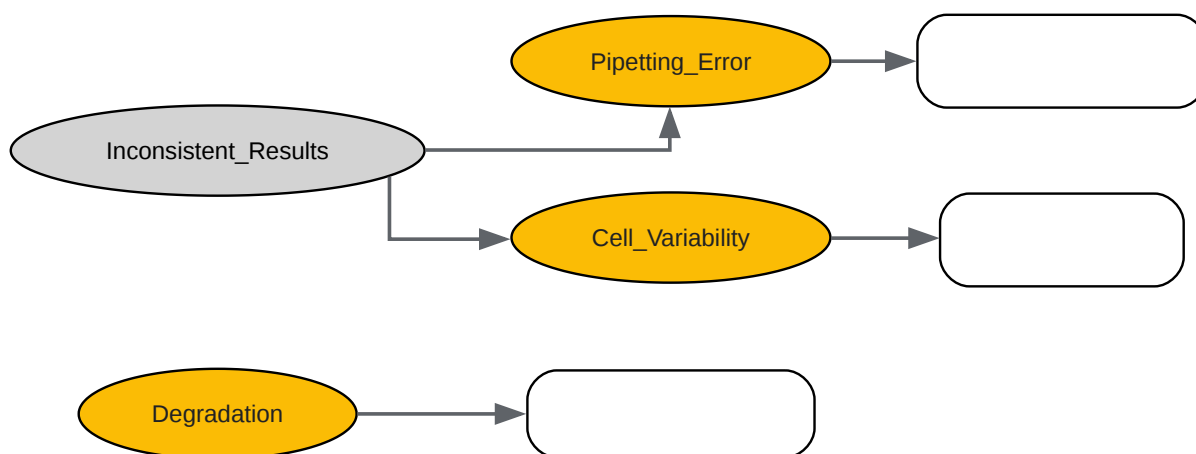 Pipetting_Error
Inconsistent_Results
Cell_Variability
Degradation